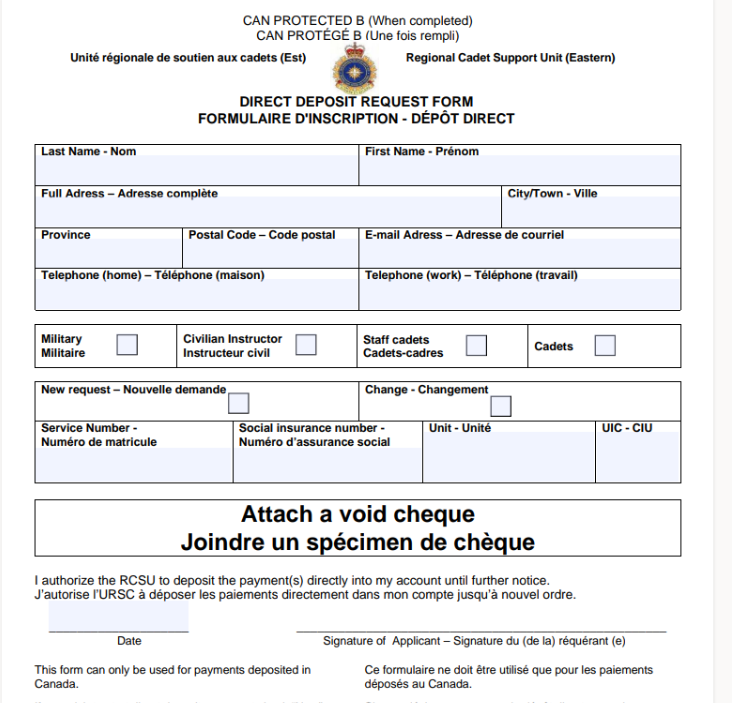 CAN PROTECTED B (When completed)
CAN PROTÉGÉ B (Une fois rempli)
Unité régionale de soutien aux cadets (Est)
Regional Cadet Support Unit (Eastern)
DIRECT DEPOSIT REQUEST FORM
FORMULAIRE D'INSCRIPTION - DÉPÔT DIRECT
Last Name - Nom
First Name - Prénom
Full Adress – Adresse complète
City/Town - Ville
Province
Postal Code – Code postal
E-mail Adress – Adresse de courriel
Telephone (home) – Téléphone (maison)
Telephone (work) – Téléphone (travail)
Military
Militaire
Civilian Instructor
Instructeur civil
Staff cadets
Cadets-cadres
Cadets
New request – Nouvelle demande
Change - Changement
Service Number -
Numéro de matricule
Social insurance number -
Numéro d'assurance social
Unit - Unité
UIC - CIU
Attach a void cheque
Joindre un spécimen de chèque
I authorize the RCSU to deposit the payment(s) directly into my account until further notice.
J'autorise l'URSC à déposer les paiements directement dans mon compte jusqu'à nouvel ordre.
Date
Signature of Applicant – Signature du (de la) réquérant (e)
This form can only be used for payments deposited in
Canada.
Ce formulaire ne doit être utilisé que pour les paiements
déposés au Canada.